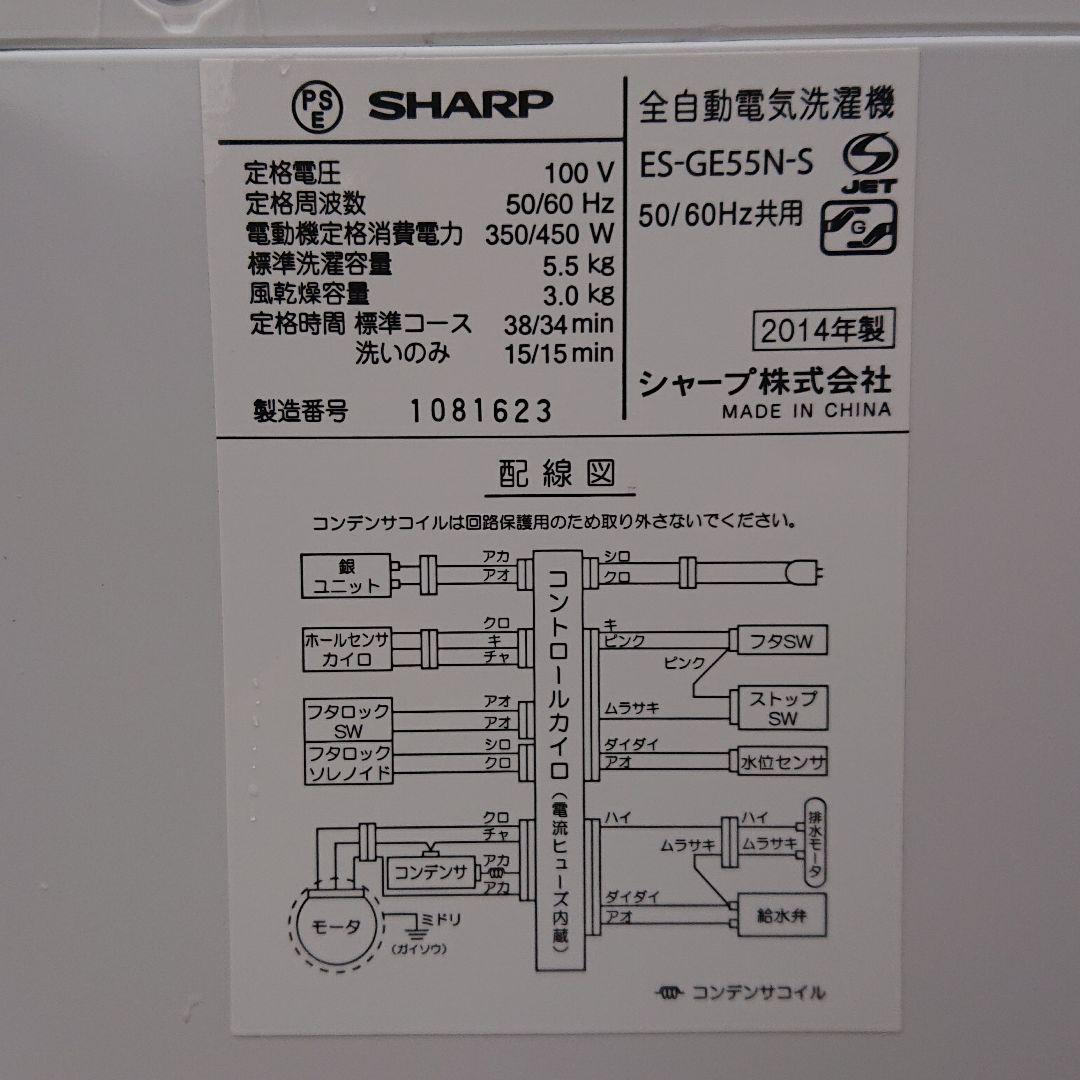 PSE SHARP
定格電圧 100 V
定格周波数 50/60 Hz
電動機定格消費電力 350/450 W
標準洗濯容量 5.5 kg
風乾燥容量 3.0 kg
定格時間 標準コース 38/34 min
洗いのみ 15/15 min
製造番号 1081623
全自動電気洗濯機
ES-GE55N-S
JET
50/60Hz共用
G
2014年製
シャープ株式会社
MADE IN CHINA
配線図
コンデンサコイルは回路保護用のため取り外さないでください。
銀
ユニット
アカ
アオ
ホールセンサ
カイロ
クロ
キ
チャ
フタロック
SW
アオ
アオ
フタロック
ソレノイド
シロ
クロ
クロ
チャ
アカ
アカ
コンデンサ
モータ
ミドリ
(ガイソウ)
コントロールカイロ(電流ヒューズ内蔵)
シロ
クロ
キ
ピンク
フタSW
ピンク
ムラサキ
ストップ
SW
ダイダイ
アオ
水位センサ
ハイ
ハイ
ムラサキ
ムラサキ
排水モータ
ダイダイ
アオ
給水弁
コンデンサコイル